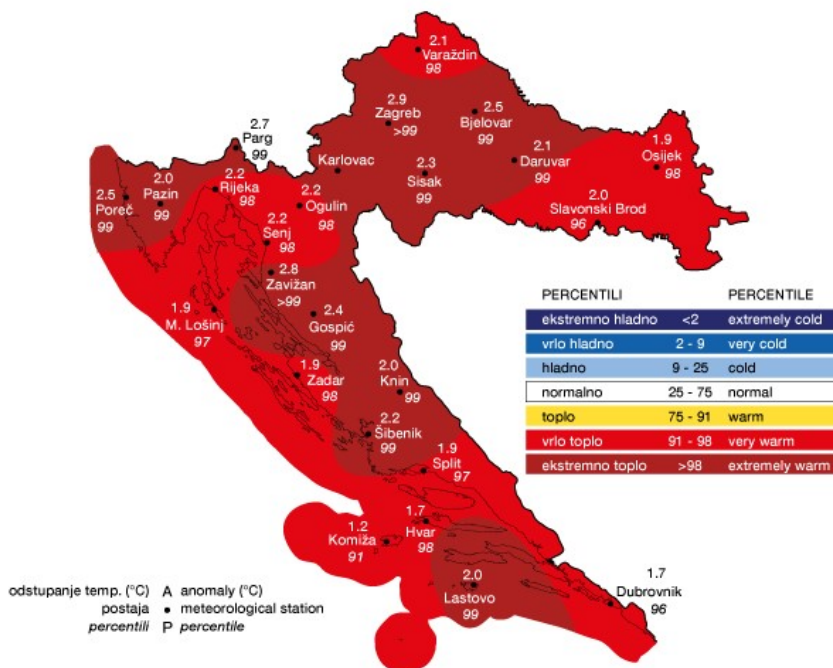 2.1
Varaždin
98
2.9
Zagreb
>99
2.5
Bjelovar
99
2.7
Parg
99
Karlovac
2.3
Sisak
99
2.1
Daruvar
99
1.9
Osijek
98
2.5
Poreč
99
2.0
Pazin
99
2.2
Rijeka
98
2.2
Ogulin
98
2.0
Slavonski Brod
96
2.2
Senj
98
2.8
Zavižan
>99
1.9
M. Lošinj
97
2.4
Gospić
99
1.9
Zadar
98
2.0
Knin
99
2.2
Šibenik
99
1.9
Split
97
1.2
Komiža
91
1.7
Hvar
98
2.0
Lastovo
99
1.7
Dubrovnik
96
PERCENTILI PERCENTILE
ekstremno hladno <2 extremely cold
vrlo hladno 2 - 9 very cold
hladno 9 - 25 cold
normalno 25 - 75 normal
toplo 75 - 91 warm
vrlo toplo 91 - 98 very warm
ekstremno toplo >98 extremely warm
odstupanje temp. (°C) A anomaly (°C)
postaja ● meteorological station
percentili P percentile